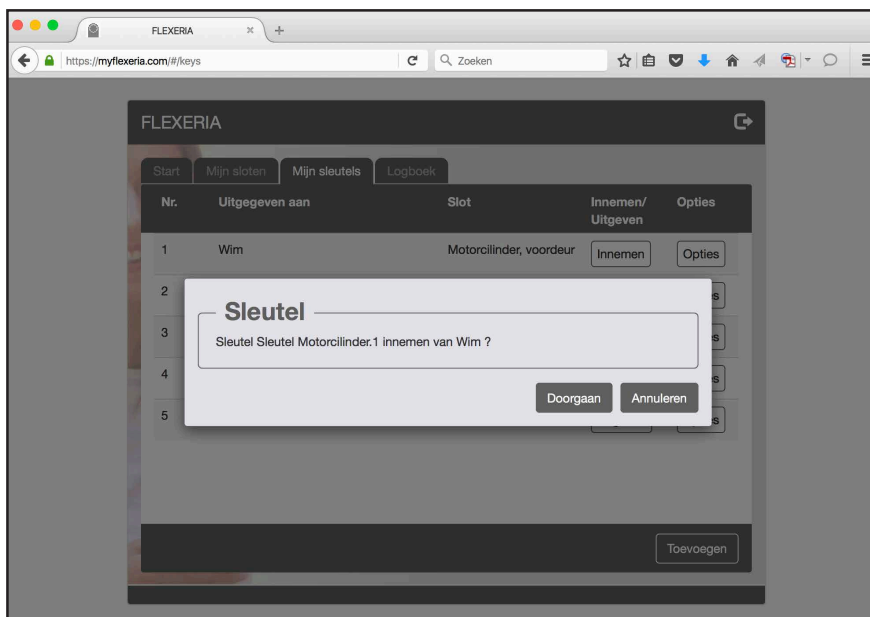 FLEXERIA
https://myflexeria.com/#/keys
Zoeken
FLEXERIA
Start Mijn sloten Mijn sleutels Logboek
Nr. Uitgegeven aan Slot Innemen/ Opties
Uitgeven
1 Wim Motorcilinder, voordeur Innemen Opties
2
3
4
5
Sleutel
Sleutel Sleutel Motorcilinder.1 innemen van Wim ?
Doorgaan Annuleren
Toevoegen